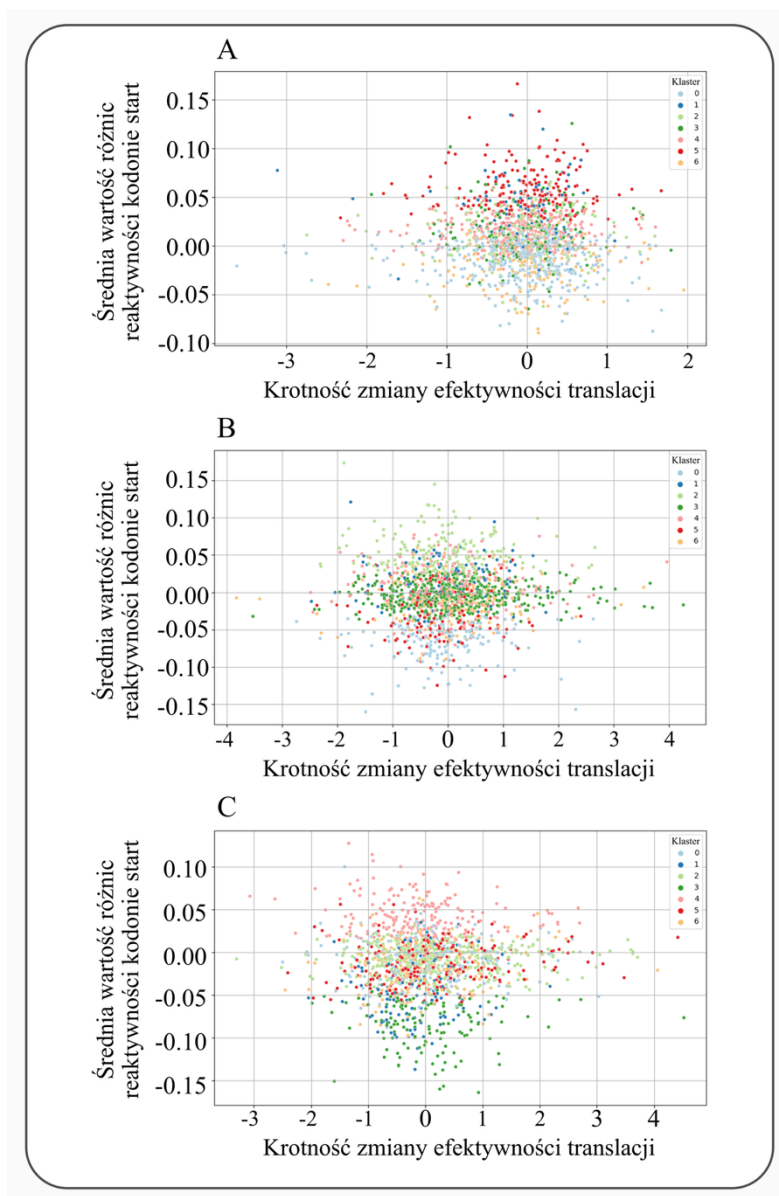 A
Średnia wartość różnic
reaktywności kodonie start
0.15
0.10
0.05
0.00
-0.05
-0.10
Klaster
0
1
2
3
4
5
6
-3 -2 -1 0 1 2
Krotność zmiany efektywności translacji
B
Średnia wartość różnic
reaktywności kodonie start
0.15
0.10
0.05
0.00
-0.05
-0.10
-0.15
Klaster
0
1
2
3
4
5
6
-4 -3 -2 -1 0 1 2 3 4
Krotność zmiany efektywności translacji
C
Średnia wartość różnic
reaktywności kodonie start
0.10
0.05
0.00
-0.05
-0.10
-0.15
Klaster
0
1
2
3
4
5
6
-3 -2 -1 0 1 2 3 4
Krotność zmiany efektywności translacji